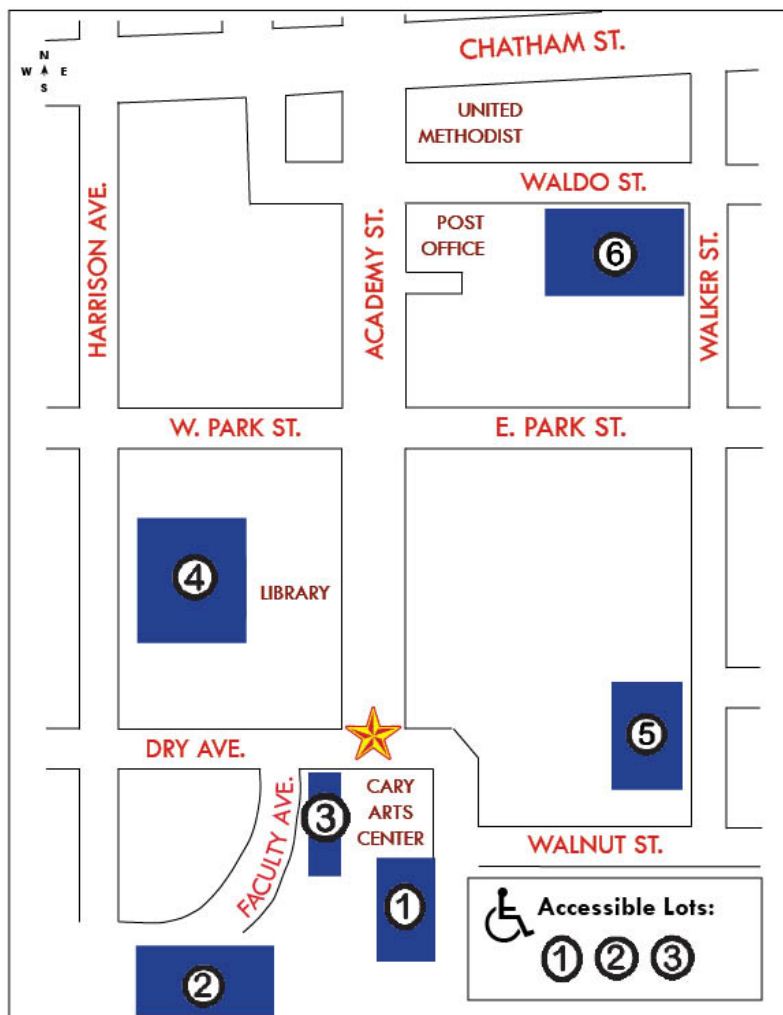 CHATHAM ST.
N
W E
S
UNITED
METHODIST
WALDO ST.
HARRISON AVE.
ACADEMY ST.
POST
OFFICE
6
WALKER ST.
W. PARK ST.
E. PARK ST.
4
LIBRARY
5
DRY AVE.
FACULTY AVE.
3
CARY
ARTS
CENTER
WALNUT ST.
1
2
Accessible Lots:
1 2 3